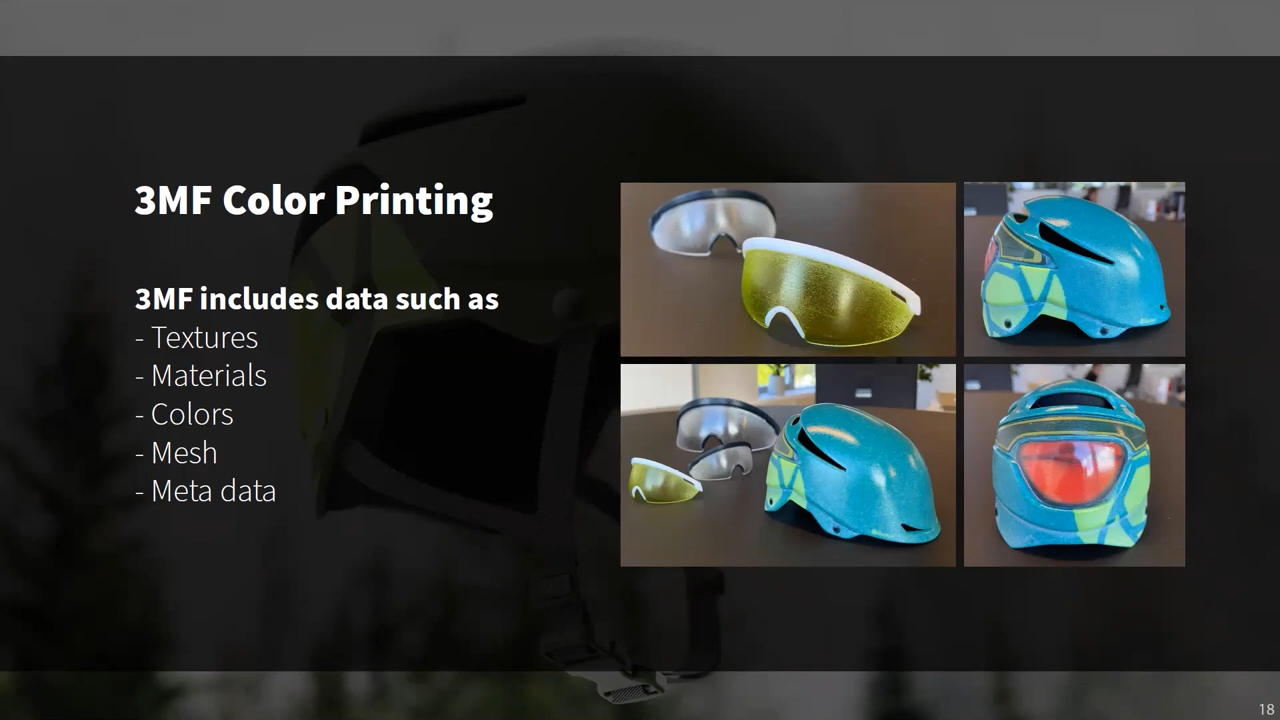 3MF Color Printing
3MF includes data such as
- Textures
- Materials
- Colors
- Mesh
- Meta data
18